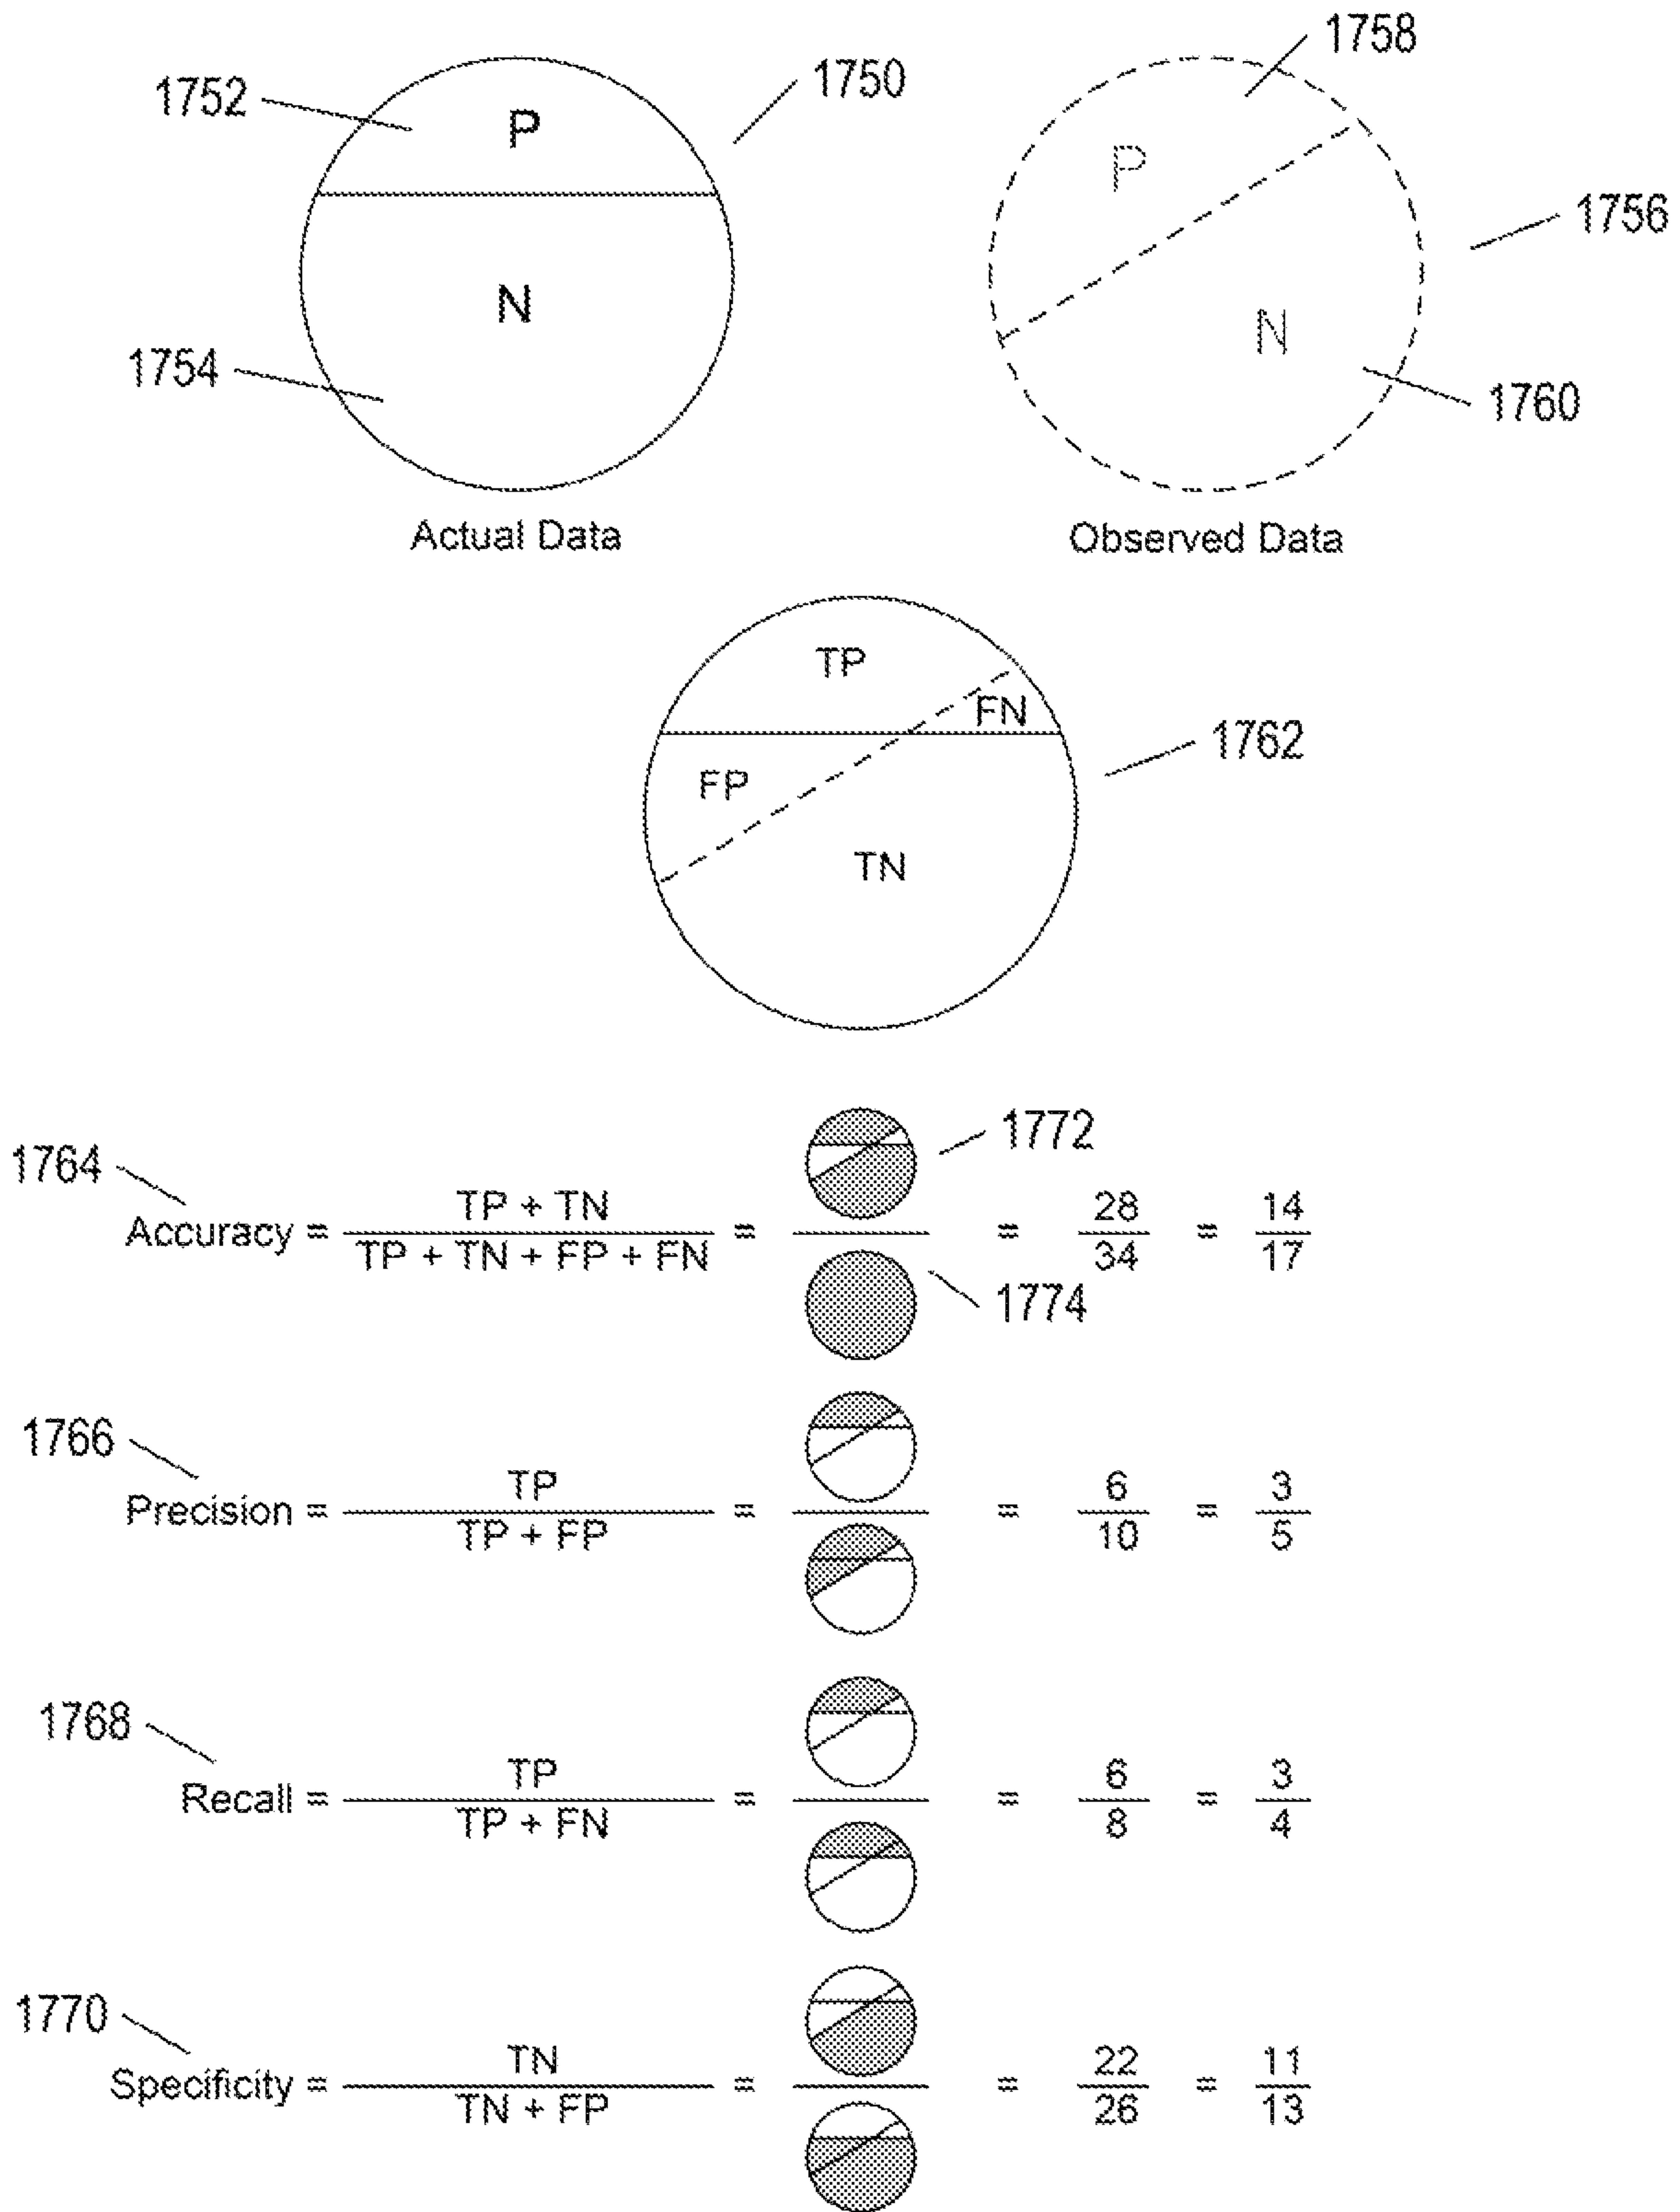 1758
1752
1750
P
P
1756
N
N
1754
1760
Actual Data
Observed Data
TP
FN
1762
FP
TN
1772
1764
Accuracy = TP + TN / TP + TN + FP + FN = = 28 / 34 = 14 / 17
1774
1766
Precision = TP / TP + FP = = 6 / 10 = 3 / 5
1768
Recall = TP / TP + FN = = 6 / 8 = 3 / 4
1770
Specificity = TN / TN + FP = = 22 / 26 = 11 / 13